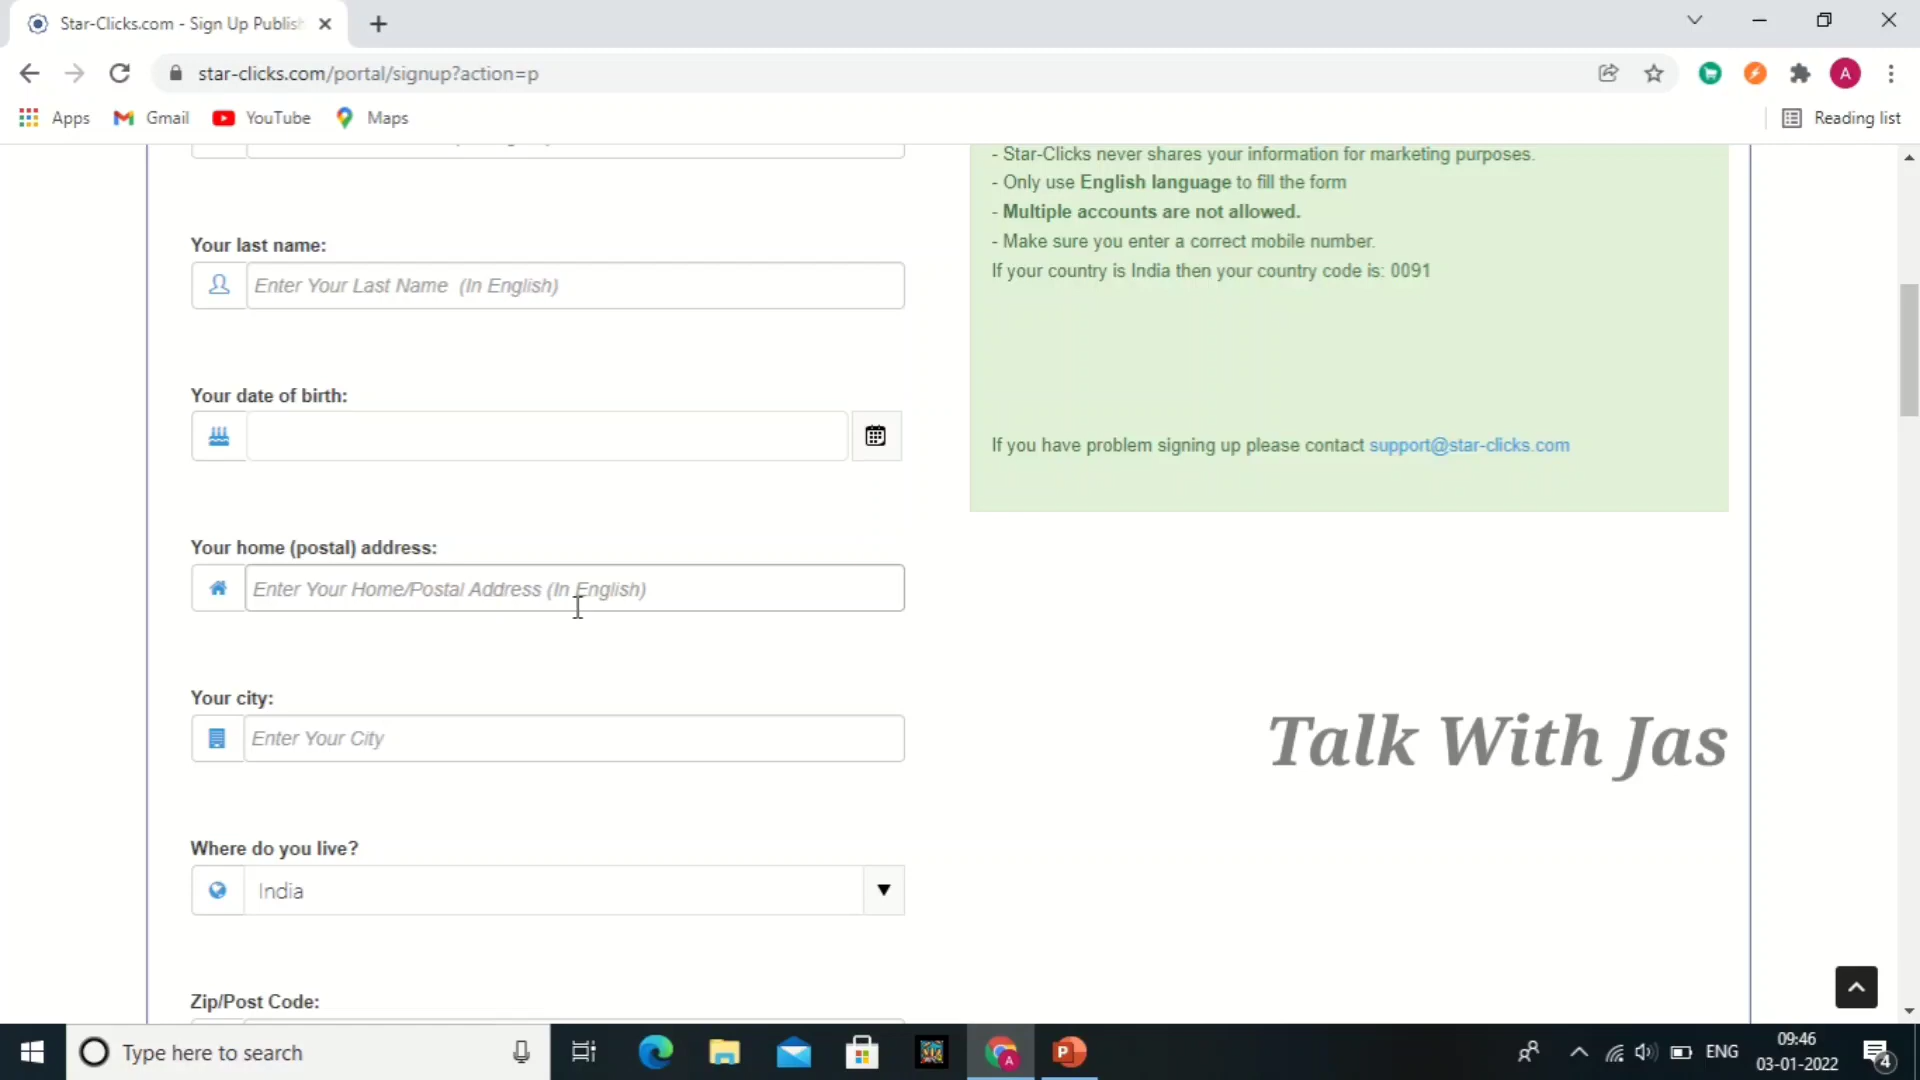 Star-Clicks.com - Sign Up Publis
star-clicks.com/portal/signup?action=p
A
Apps
Gmail
YouTube
Maps
Reading list
- Star-Clicks never shares your information for marketing purposes.
- Only use English language to fill the form
- Multiple accounts are not allowed.
- Make sure you enter a correct mobile number.
If your country is India then your country code is: 0091
If you have problem signing up please contact support@star-clicks.com
Your last name:
Enter Your Last Name (In English)
Your date of birth:
Your home (postal) address:
Enter Your Home/Postal Address (In English)
Your city:
Enter Your City
Talk With Jas
Where do you live?
India
Zip/Post Code:
Type here to search
A
P
ENG
09:46
03-01-2022
4